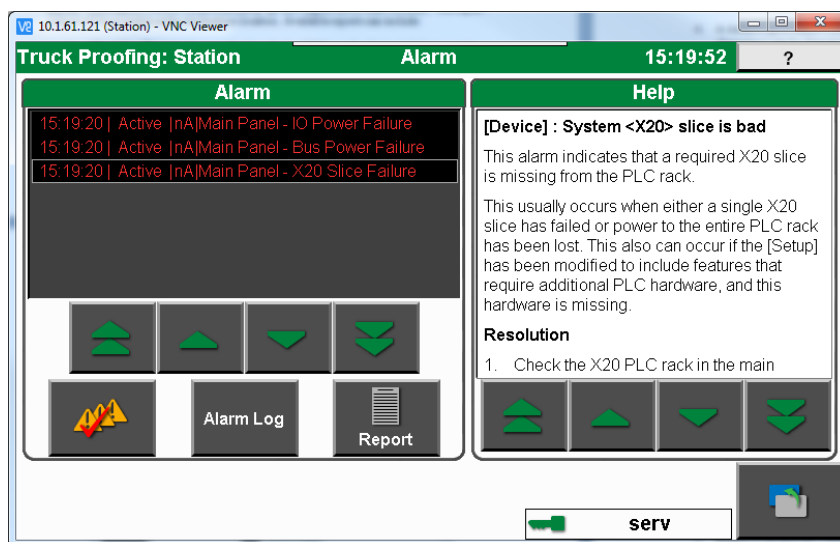 10.1.61.121 (Station) - VNC Viewer
Truck Proofing: Station
Alarm
15:19:52
?
Alarm
15:19:20 | Active |nA|Main Panel - IO Power Failure
15:19:20 | Active |nA|Main Panel - Bus Power Failure
15:19:20 | Active |nA|Main Panel - X20 Slice Failure
Alarm Log
Report
Help
[Device] : System <X20> slice is bad
This alarm indicates that a required X20 slice
is missing from the PLC rack.
This usually occurs when either a single X20
slice has failed or power to the entire PLC rack
has been lost. This also can occur if the [Setup]
has been modified to include features that
require additional PLC hardware, and this
hardware is missing.
Resolution
1. Check the X20 PLC rack in the main
serv